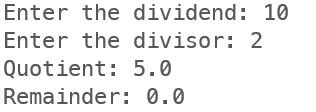 Enter the dividend: 10
Enter the divisor: 2
Quotient: 5.0
Remainder: 0.0